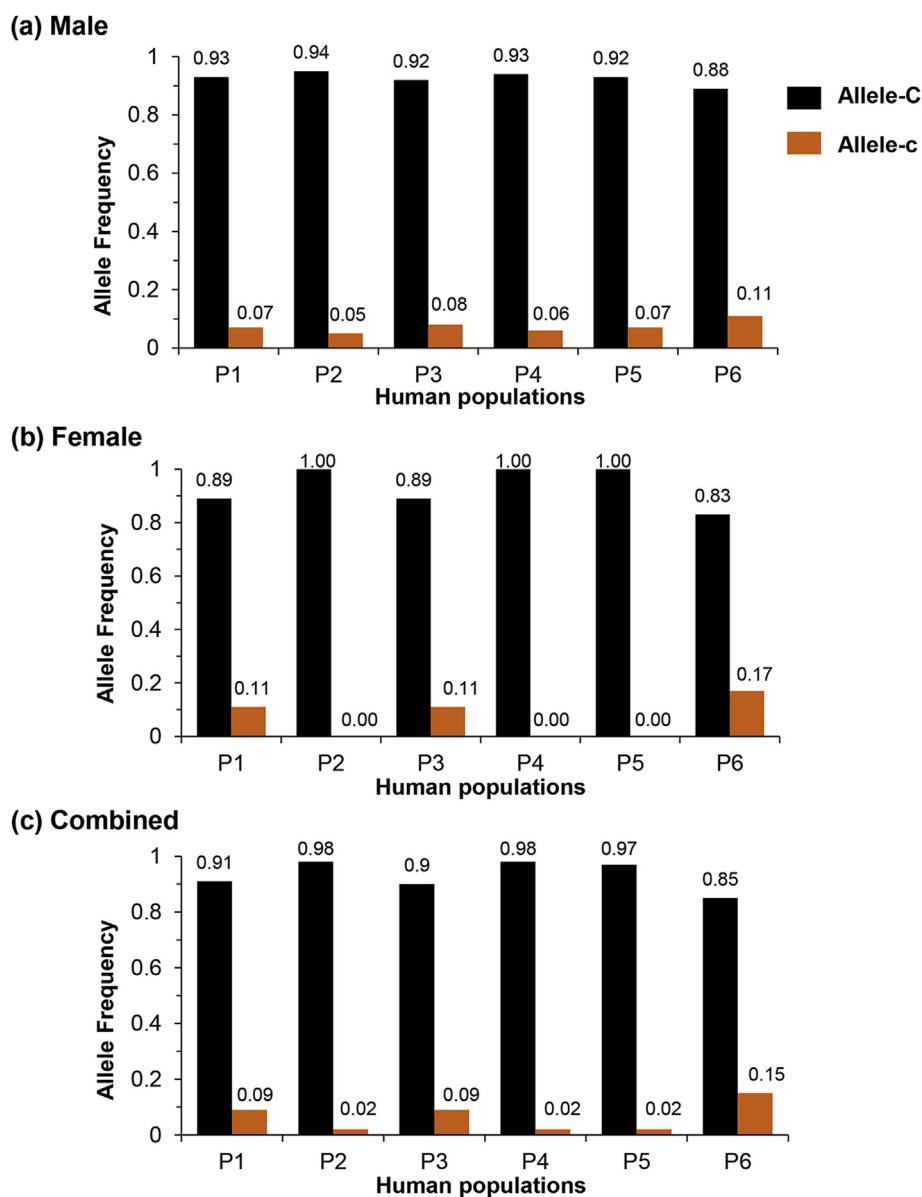 (a) Male
0.93 0.94 0.92 0.93 0.92 0.88
1
0.8
0.6
0.4
0.2
0
Allele Frequency
0.07 0.05 0.08 0.06 0.07 0.11
P1 P2 P3 P4 P5 P6
Human populations
Allele-C
Allele-c
(b) Female
0.89 1.00 0.89 1.00 1.00 0.83
1
0.8
0.6
0.4
0.2
0
Allele Frequency
0.11 0.00 0.11 0.00 0.00 0.17
P1 P2 P3 P4 P5 P6
Human populations
(c) Combined
0.91 0.98 0.9 0.98 0.97 0.85
1
0.8
0.6
0.4
0.2
0
Allele Frequency
0.09 0.02 0.09 0.02 0.02 0.15
P1 P2 P3 P4 P5 P6
Human populations